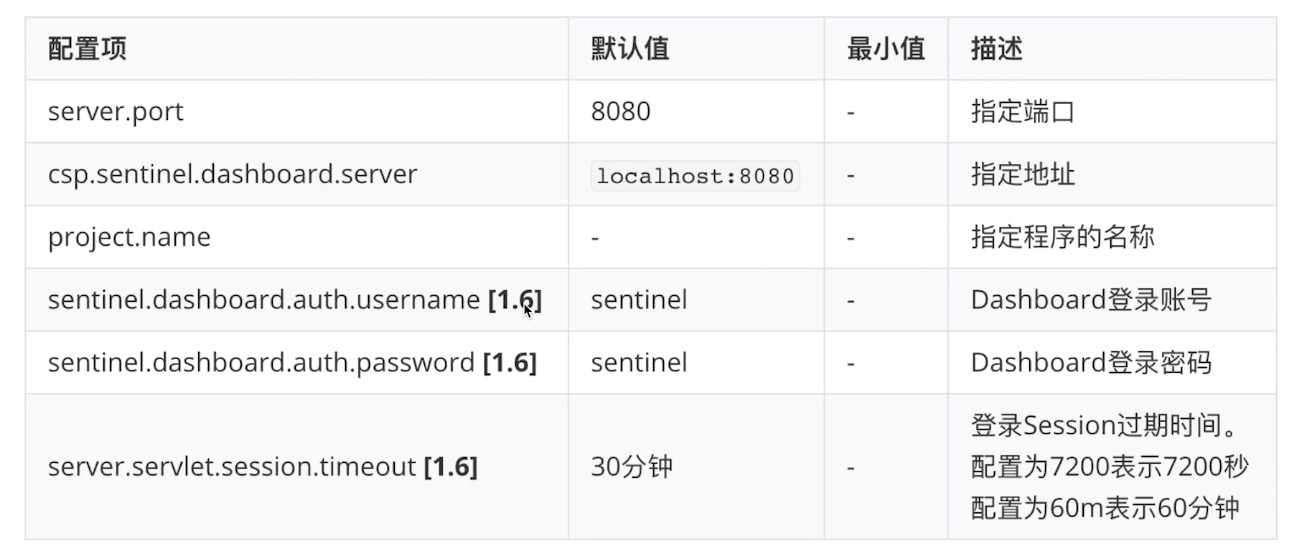 配置项 默认值 最小值 描述
server.port 8080 - 指定端口
csp.sentinel.dashboard.server localhost:8080 - 指定地址
project.name - - 指定程序的名称
sentinel.dashboard.auth.username [1.6] sentinel - Dashboard登录账号
sentinel.dashboard.auth.password [1.6] sentinel - Dashboard登录密码
server.servlet.session.timeout [1.6] 30分钟 - 登录Session过期时间。
配置为7200表示7200秒
配置为60m表示60分钟